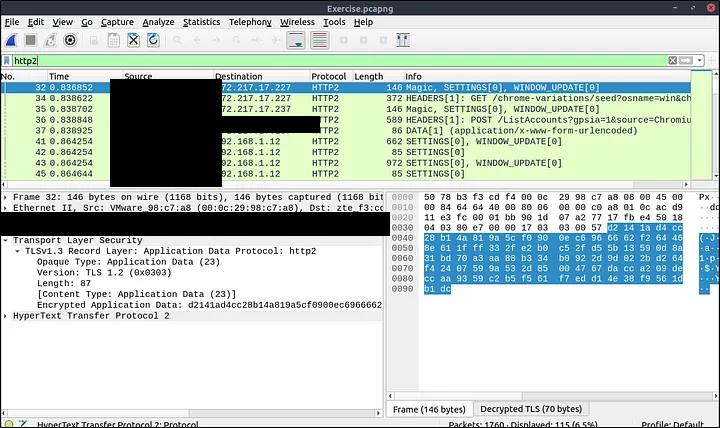 Exercise.pcapng
File Edit View Go Capture Analyze Statistics Telephony Wireless Tools Help
http2
No. Time Source Destination Protocol Length Info
32 0.836852 72.217.17.227 HTTP2 146 Magic, SETTINGS[0], WINDOW_UPDATE[0]
34 0.838622 72.217.17.227 HTTP2 372 HEADERS[1]: GET /chrome-variations/seed?osname=win&ch
35 0.838702 72.217.17.237 HTTP2 146 Magic, SETTINGS[0], WINDOW_UPDATE[0]
36 0.838848 HTTP2 589 HEADERS[1]: POST /ListAccounts?gpsia=1&source=Chromiu
37 0.838925 72.217.17.237 HTTP2 86 DATA[1] (application/x-www-form-urlencoded)
41 0.864254 92.168.1.12 HTTP2 662 SETTINGS[0], WINDOW_UPDATE[0]
42 0.864254 92.168.1.12 HTTP2 85 SETTINGS[0]
43 0.864254 92.168.1.12 HTTP2 972 SETTINGS[0], WINDOW_UPDATE[0]
45 0.864644 92.168.1.12 HTTP2 85 SETTINGS[0]
Frame 32: 146 bytes on wire (1168 bits), 146 bytes captured (1168 bit
Ethernet II, Src: VMware_98:c7:a8 (00:0c:29:98:c7:a8), Dst: zte_f3:cd
Transport Layer Security
TLSv1.3 Record Layer: Application Data Protocol: http2
Opaque Type: Application Data (23)
Version: TLS 1.2 (0x0303)
Length: 87
[Content Type: Application Data (23)]
Encrypted Application Data: d2141ad4cc28b14a819a5cf0900ec6966662
HyperText Transfer Protocol 2
0000 50 78 b3 f3 cd f4 00 0c 29 98 c7 a8 08 00 45 00 Px
0010 00 84 64 64 40 00 80 06 00 00 c0 a8 01 0c ac d9 dd
0020 11 e3 fc 00 01 bb 90 1d 07 a2 77 17 fb e4 50 18
0030 04 03 80 e7 00 00 17 03 03 00 57 d2 14 1a d4 cc
0040 28 b1 4a 81 9a 5c f0 90 0e c6 96 66 62 f2 64 46 (·J·
0050 8e 61 1f ff 33 2f e2 b0 c5 2f d5 5b 13 59 0d 8a ·a··
0060 31 bd 70 a3 aa 88 b3 34 b0 92 2d 9d 02 2b d2 64 1·p·
0070 f4 24 07 59 9a 53 2d 85 00 47 67 da cc a2 09 de ·$·Y
0080 cc aa 93 59 c2 b5 f5 61 f7 ed d1 4e 38 f9 56 1d ···Y
0090 b1 dc ··
Frame (146 bytes) Decrypted TLS (70 bytes)
HyperText Transfer Protocol 2: Protocol Packets: 1760 · Displayed: 115 (6.5%) Profile: Default